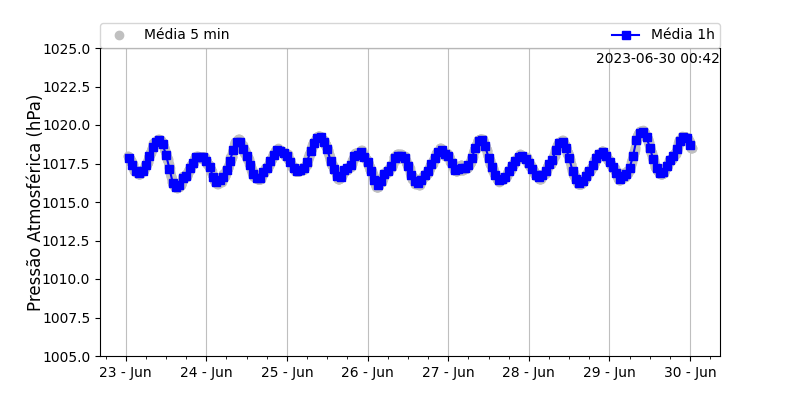 Média 5 min
Média 1h
2023-06-30 00:42
Pressão Atmosférica (hPa)
1025.0
1022.5
1020.0
1017.5
1015.0
1012.5
1010.0
1007.5
1005.0
23 - Jun
24 - Jun
25 - Jun
26 - Jun
27 - Jun
28 - Jun
29 - Jun
30 - Jun